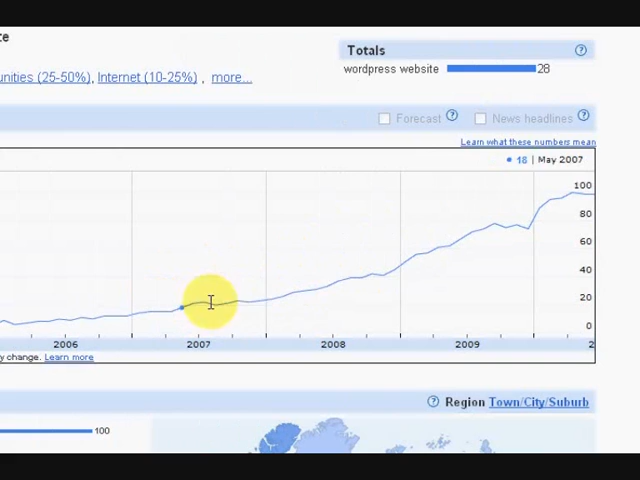 te
Totals
wordpress website 28
unities (25-50%), Internet (10-25%) , more...
Forecast News headlines
Learn what these numbers mean
18 | May 2007
100
80
60
40
20
0
2006 2007 2008 2009 2
y change. Learn more
Region Town/City/Suburb
100